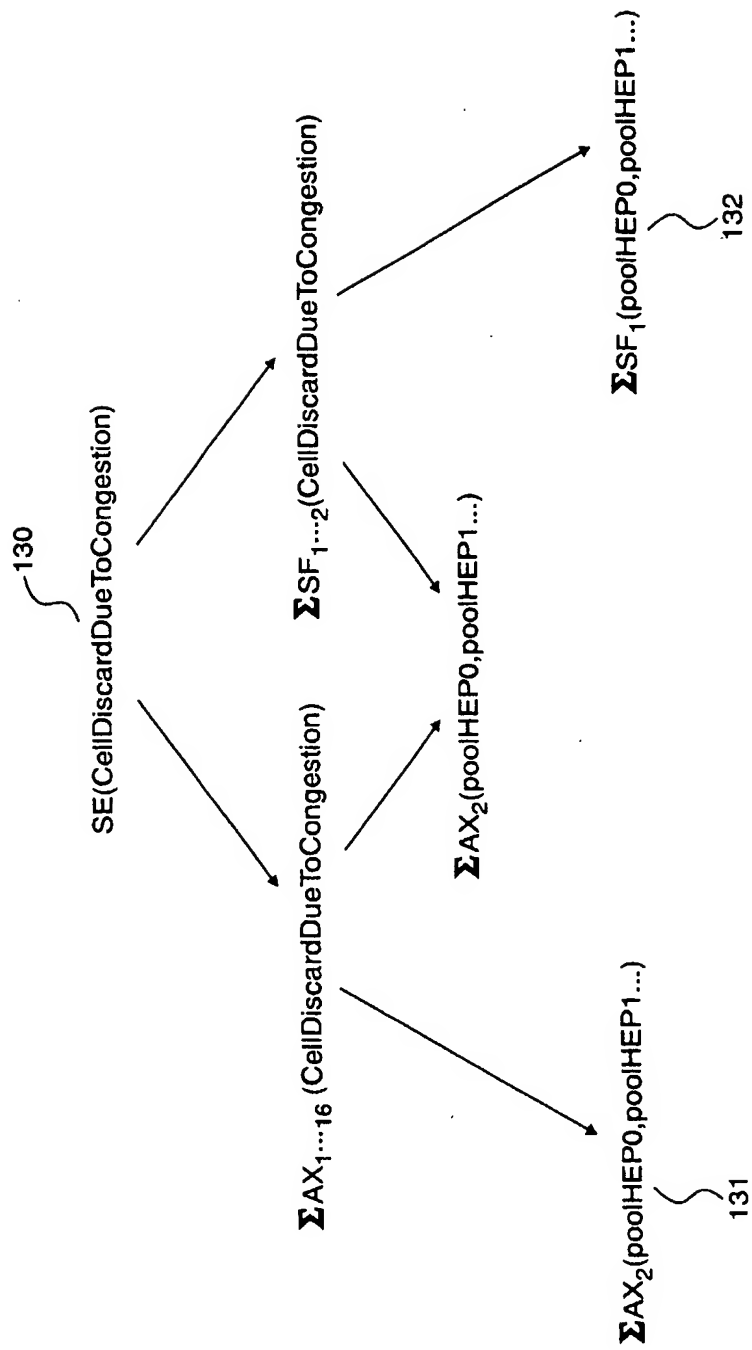 130
SE(CellDiscardDueToCongestion)
ΣAX₁...₁₆ (CellDiscardDueToCongestion)
ΣSF₁...₂(CellDiscardDueToCongestion)
ΣAX₂(poolHEP0,poolHEP1...)
ΣAX₂(poolHEP0,poolHEP1...)
131
ΣSF₁(poolHEP0,poolHEP1...)
132